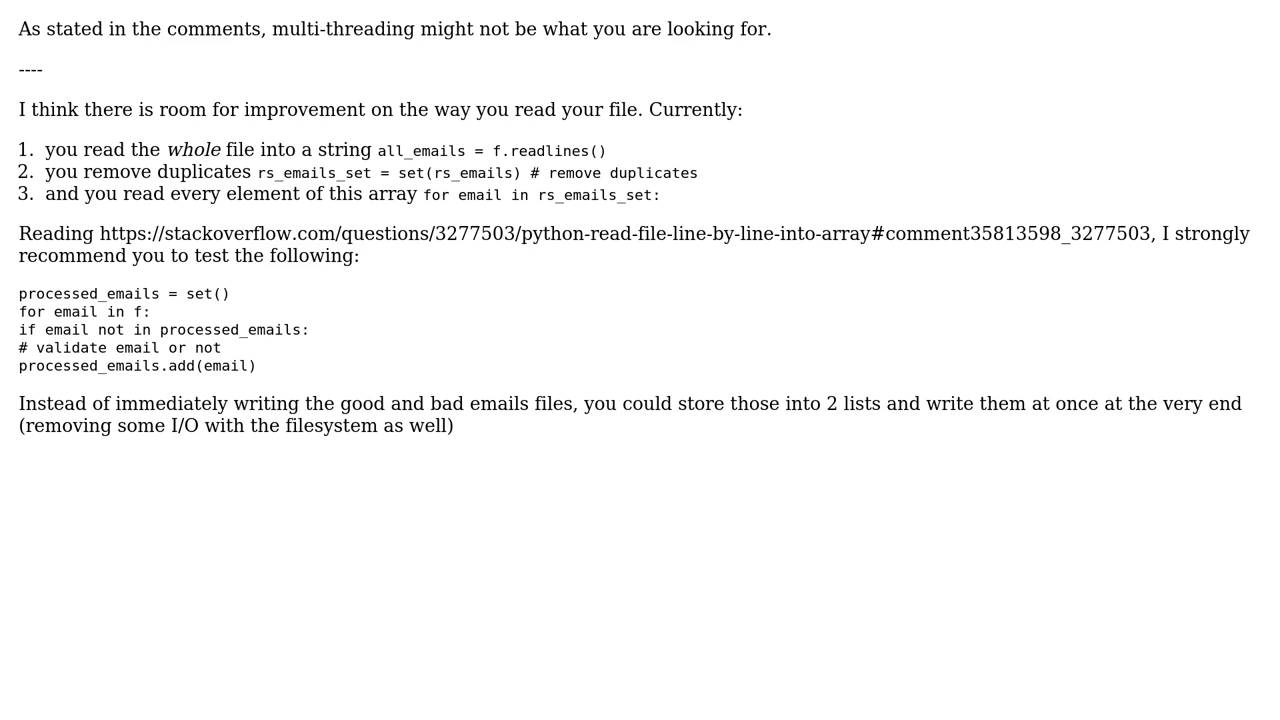 As stated in the comments, multi-threading might not be what you are looking for.
----
I think there is room for improvement on the way you read your file. Currently:
1. you read the whole file into a string all_emails = f.readlines()
2. you remove duplicates rs_emails_set = set(rs_emails) # remove duplicates
3. and you read every element of this array for email in rs_emails_set:
Reading https://stackoverflow.com/questions/3277503/python-read-file-line-by-line-into-array#comment35813598_3277503, I strongly
recommend you to test the following:
processed_emails = set()
for email in f:
if email not in processed_emails:
# validate email or not
processed_emails.add(email)
Instead of immediately writing the good and bad emails files, you could store those into 2 lists and write them at once at the very end
(removing some I/O with the filesystem as well)